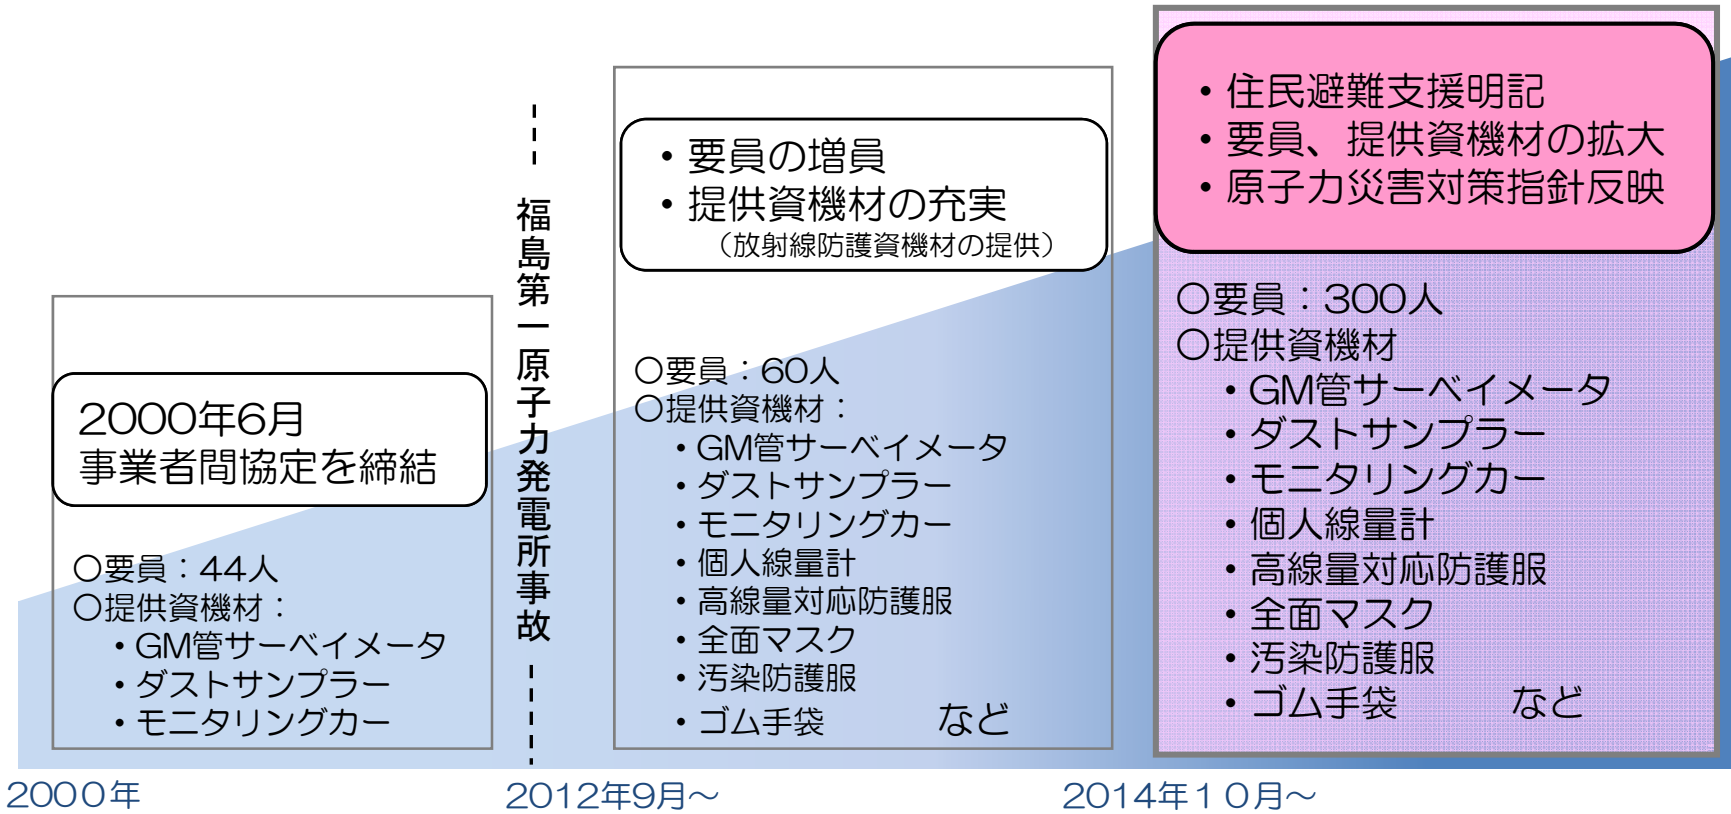 2000年6月
事業者間協定を締結
○要員：44人
○提供資機材：
・GM管サーベイメータ
・ダストサンプラー
・モニタリングカー
福島第一原子力発電所事故
・要員の増員
・提供資機材の充実
（放射線防護資機材の提供）
○要員：60人
○提供資機材：
・GM管サーベイメータ
・ダストサンプラー
・モニタリングカー
・個人線量計
・高線量対応防護服
・全面マスク
・汚染防護服
・ゴム手袋　など
・住民避難支援明記
・要員、提供資機材の拡大
・原子力災害対策指針反映
○要員：300人
○提供資機材
・GM管サーベイメータ
・ダストサンプラー
・モニタリングカー
・個人線量計
・高線量対応防護服
・全面マスク
・汚染防護服
・ゴム手袋　など
2000年
2012年9月～
2014年10月～